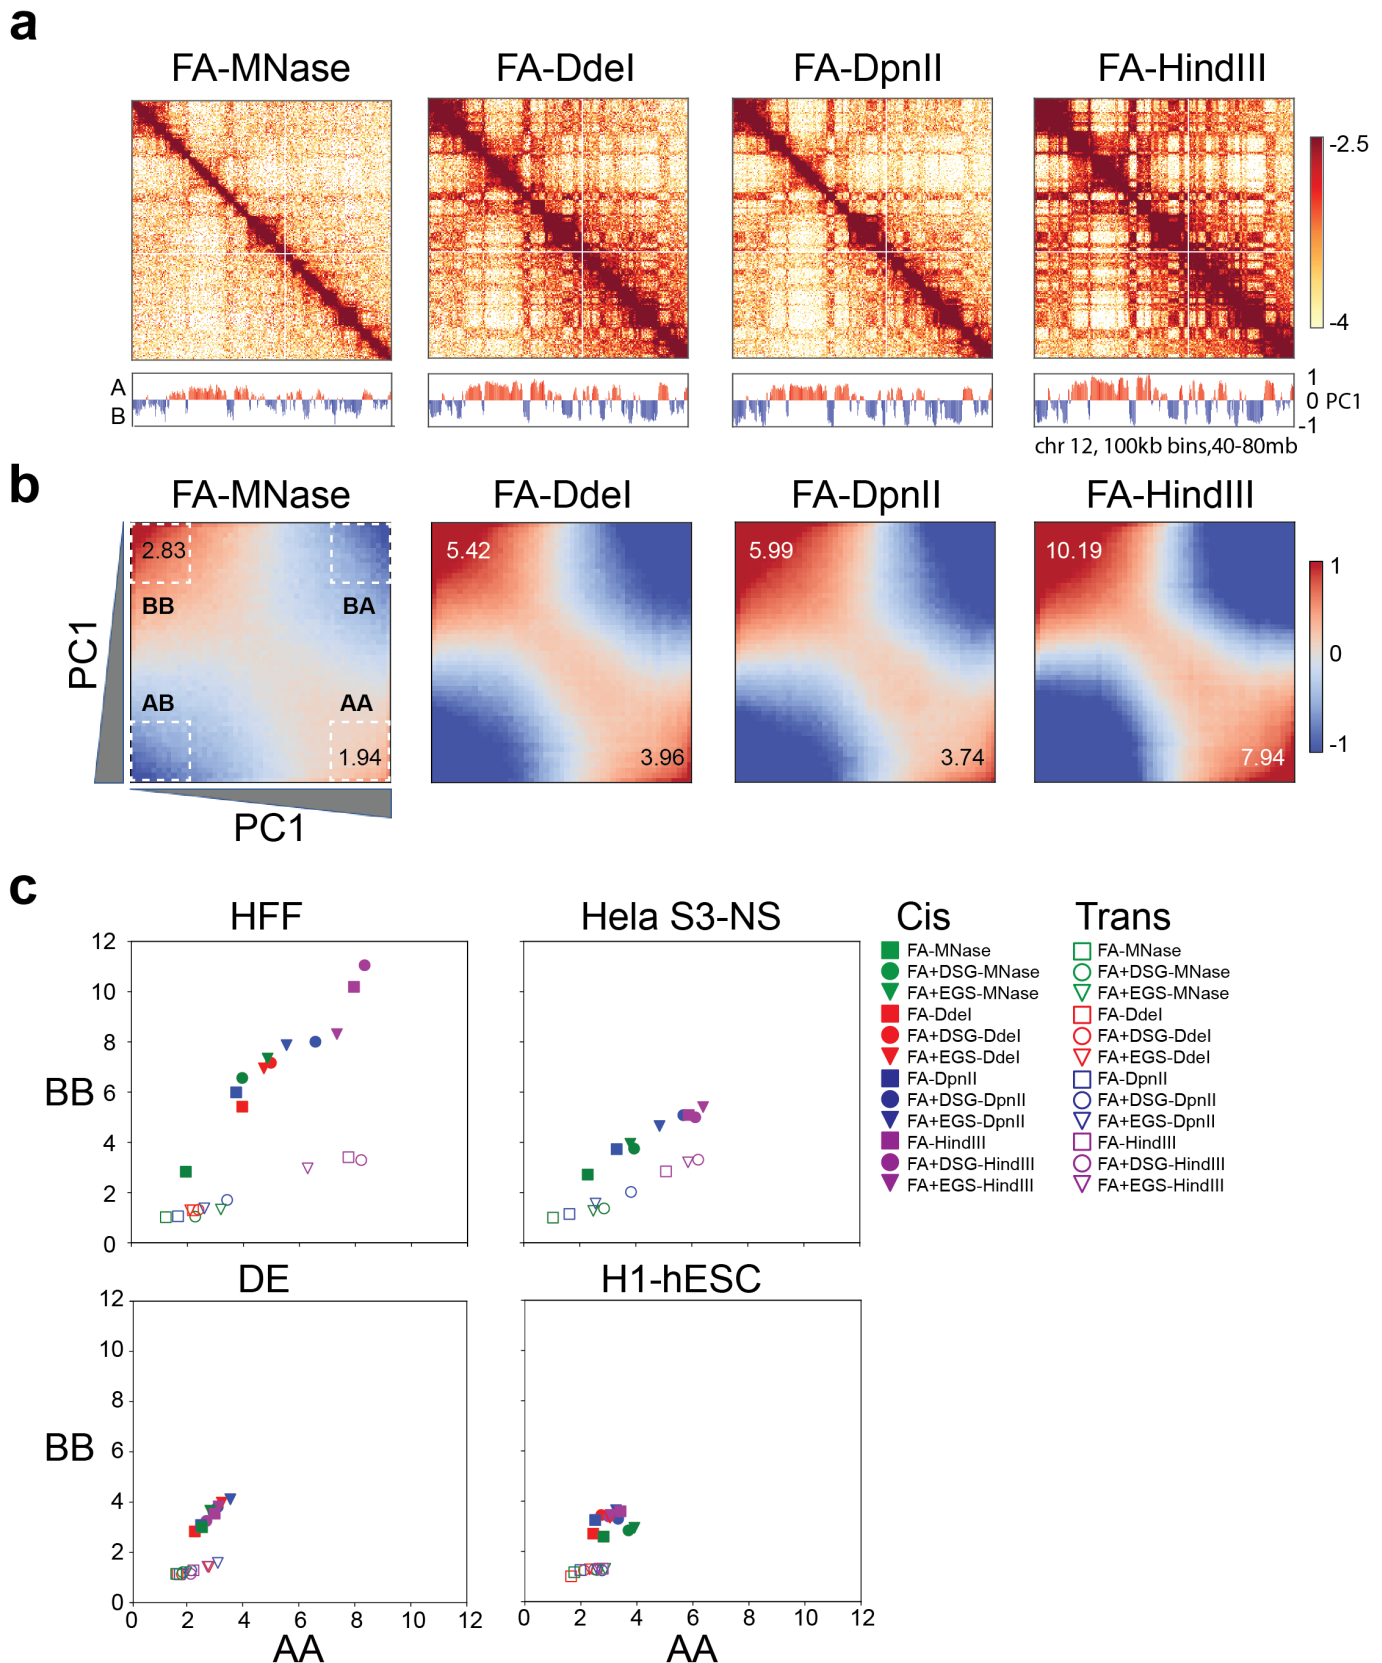 a
FA-MNase FA-DdeI FA-DpnII FA-HindIII
-2.5
-4
A
B
1
0 PC1
-1
chr 12, 100kb bins,40-80mb
b
FA-MNase FA-DdeI FA-DpnII FA-HindIII
2.83 5.42 5.99 10.19
1
BB BA
PC1
0
AB AA
1.94 3.96 3.74 7.94
-1
PC1
c
HFF Hela S3-NS Cis Trans
12
10
8
6
4
2
0
BB
FA-MNase FA-MNase
FA+DSG-MNase FA+DSG-MNase
FA+EGS-MNase FA+EGS-MNase
FA-DdeI FA-DdeI
FA+DSG-DdeI FA+DSG-DdeI
FA+EGS-DdeI FA+EGS-DdeI
FA-DpnII FA-DpnII
FA+DSG-DpnII FA+DSG-DpnII
FA+EGS-DpnII FA+EGS-DpnII
FA-HindIII FA-HindIII
FA+DSG-HindIII FA+DSG-HindIII
FA+EGS-HindIII FA+EGS-HindIII
DE H1-hESC
12
10
8
6
4
2
0
BB
0 2 4 6 8 10 12 0 2 4 6 8 10 12
AA AA